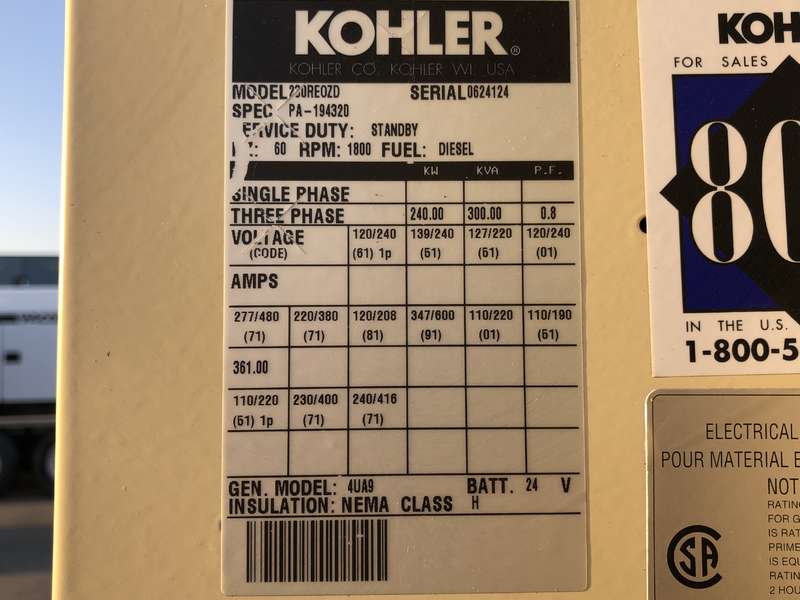 KOHLER®
KOHLER CO. KOHLER WI. USA
MODEL 230REOZD SERIAL 0624124
SPEC PA-194320
ERVICE DUTY: STANDBY
60 RPM: 1800 FUEL: DIESEL
KW KVA P.F.
SINGLE PHASE
THREE PHASE 240.00 300.00 0.8
VOLTAGE 120/240 139/240 127/220 120/240
(CODE) (61) 1p (51) (51) (01)
AMPS
277/480 220/380 120/208 347/600 110/220 110/190
(71) (71) (81) (91) (01) (51)
361.00
110/220 230/400 240/416
(51) 1p (71) (71)
GEN. MODEL: 4UA9 BATT. 24 V
INSULATION: NEMA CLASS H
KOH
FOR SALES
80
IN THE U.S.
1-800-5
ELECTRICAL
POUR MATERIAL E
NOT
RATIN
FOR G
IS RAT
PRIME
IS EQU
RATIN
2 HOU
SA